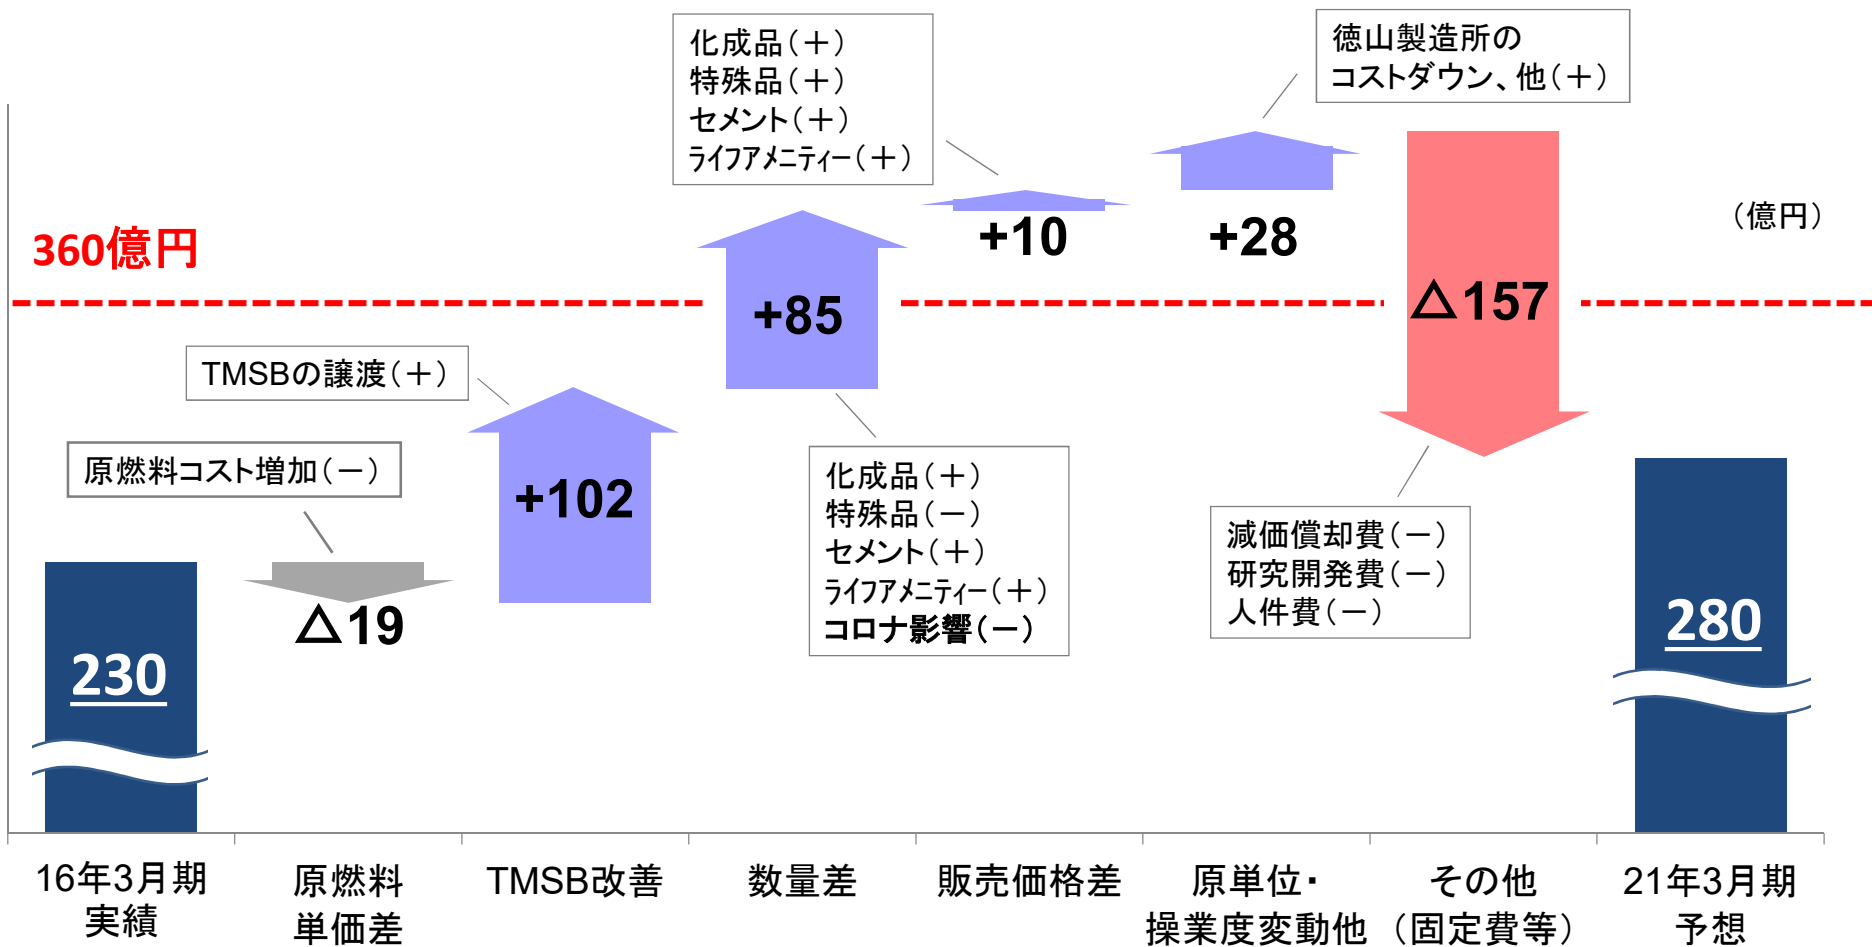 化成品(＋)
特殊品(＋)
セメント(＋)
ライフアメニティー(＋)
徳山製造所の
コストダウン、他(＋)
(億円)
360億円
+10
+28
+85
△157
TMSBの譲渡(＋)
原燃料コスト増加(－)
+102
化成品(＋)
特殊品(－)
セメント(＋)
ライフアメニティー(＋)
コロナ影響(－)
減価償却費(－)
研究開発費(－)
人件費(－)
△19
230
280
16年3月期
実績
原燃料
単価差
TMSB改善
数量差
販売価格差
原単位・
操業度変動他
その他
(固定費等)
21年3月期
予想